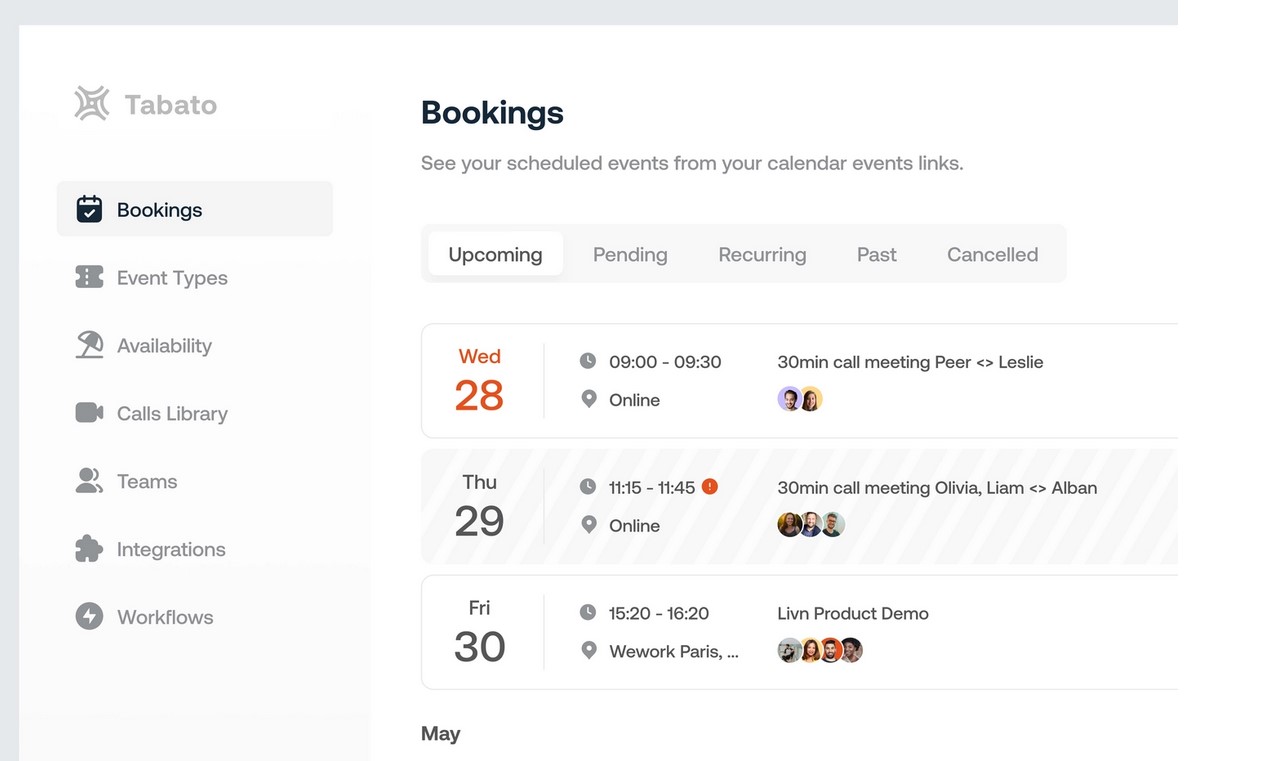 Tabato
Bookings
Event Types
Availability
Calls Library
Teams
Integrations
Workflows
Bookings
See your scheduled events from your calendar events links.
Upcoming Pending Recurring Past Cancelled
Wed
28
09:00 - 09:30
Online
30min call meeting Peer <> Leslie
Thu
29
11:15 - 11:45
Online
30min call meeting Olivia, Liam <> Alban
Fri
30
15:20 - 16:20
Wework Paris, ...
Livn Product Demo
May